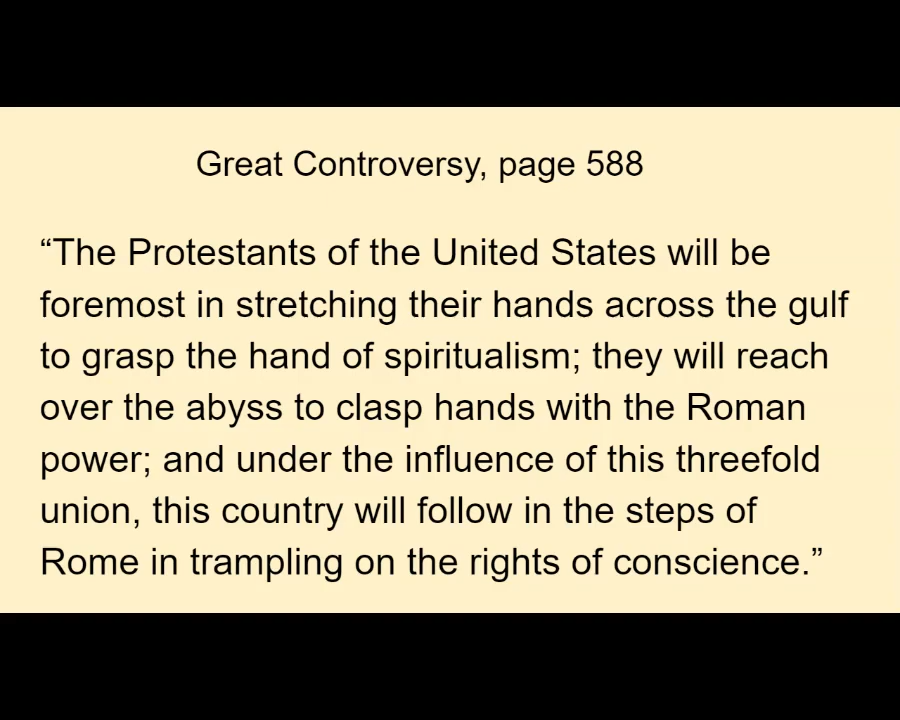 Great Controversy, page 588
“The Protestants of the United States will be
foremost in stretching their hands across the gulf
to grasp the hand of spiritualism; they will reach
over the abyss to clasp hands with the Roman
power; and under the influence of this threefold
union, this country will follow in the steps of
Rome in trampling on the rights of conscience.”